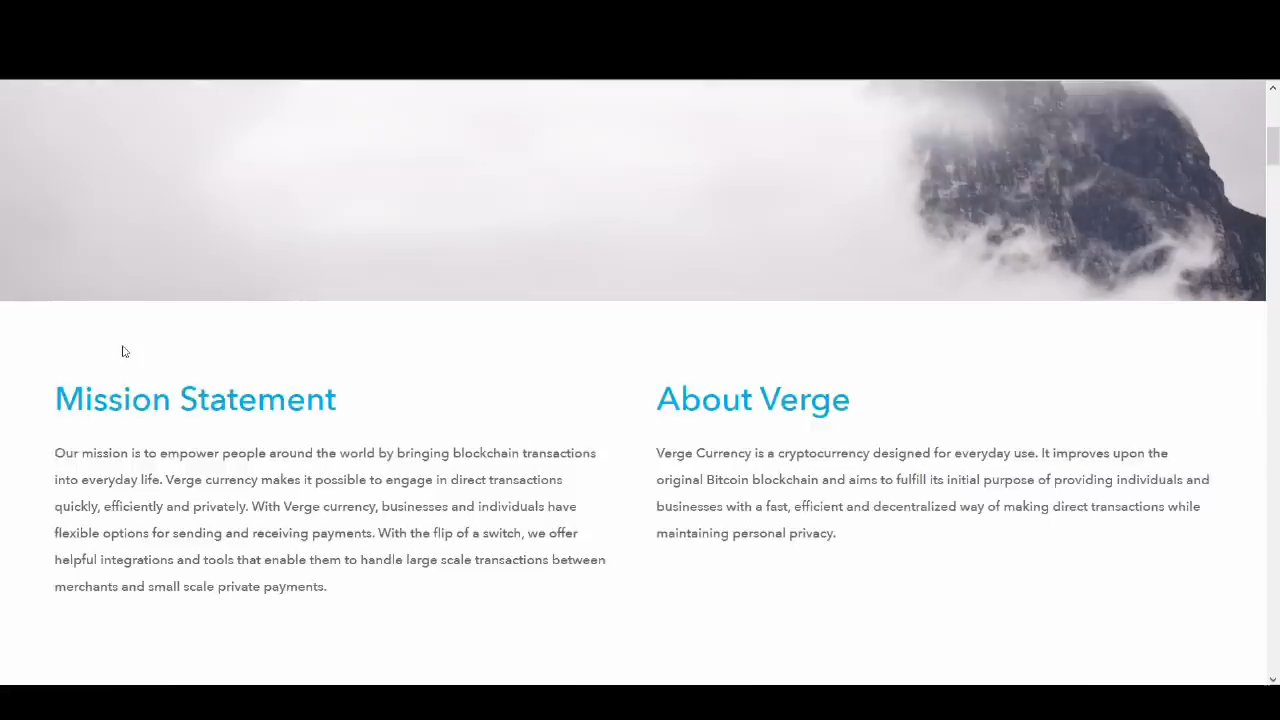 Mission Statement
Our mission is to empower people around the world by bringing blockchain transactions
into everyday life. Verge currency makes it possible to engage in direct transactions
quickly, efficiently and privately. With Verge currency, businesses and individuals have
flexible options for sending and receiving payments. With the flip of a switch, we offer
helpful integrations and tools that enable them to handle large scale transactions between
merchants and small scale private payments.
About Verge
Verge Currency is a cryptocurrency designed for everyday use. It improves upon the
original Bitcoin blockchain and aims to fulfill its initial purpose of providing individuals and
businesses with a fast, efficient and decentralized way of making direct transactions while
maintaining personal privacy.